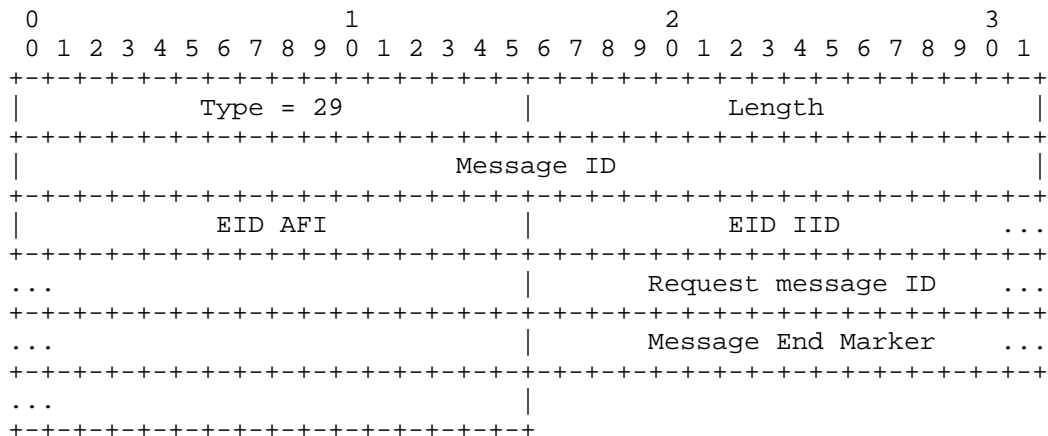 0                   1                   2                   3
 0 1 2 3 4 5 6 7 8 9 0 1 2 3 4 5 6 7 8 9 0 1 2 3 4 5 6 7 8 9 0 1
+-+-+-+-+-+-+-+-+-+-+-+-+-+-+-+-+-+-+-+-+-+-+-+-+-+-+-+-+-+-+-+-+
|           Type = 29           |             Length            |
+-+-+-+-+-+-+-+-+-+-+-+-+-+-+-+-+-+-+-+-+-+-+-+-+-+-+-+-+-+-+-+-+
|                           Message ID                          |
+-+-+-+-+-+-+-+-+-+-+-+-+-+-+-+-+-+-+-+-+-+-+-+-+-+-+-+-+-+-+-+-+
|            EID AFI            |            EID IID          ...
+-+-+-+-+-+-+-+-+-+-+-+-+-+-+-+-+-+-+-+-+-+-+-+-+-+-+-+-+-+-+-+-+
...                             |       Request message ID    ...
+-+-+-+-+-+-+-+-+-+-+-+-+-+-+-+-+-+-+-+-+-+-+-+-+-+-+-+-+-+-+-+-+
...                             |       Message End Marker    ...
+-+-+-+-+-+-+-+-+-+-+-+-+-+-+-+-+-+-+-+-+-+-+-+-+-+-+-+-+-+-+-+-+
...                             |
+-+-+-+-+-+-+-+-+-+-+-+-+-+-+-+-+